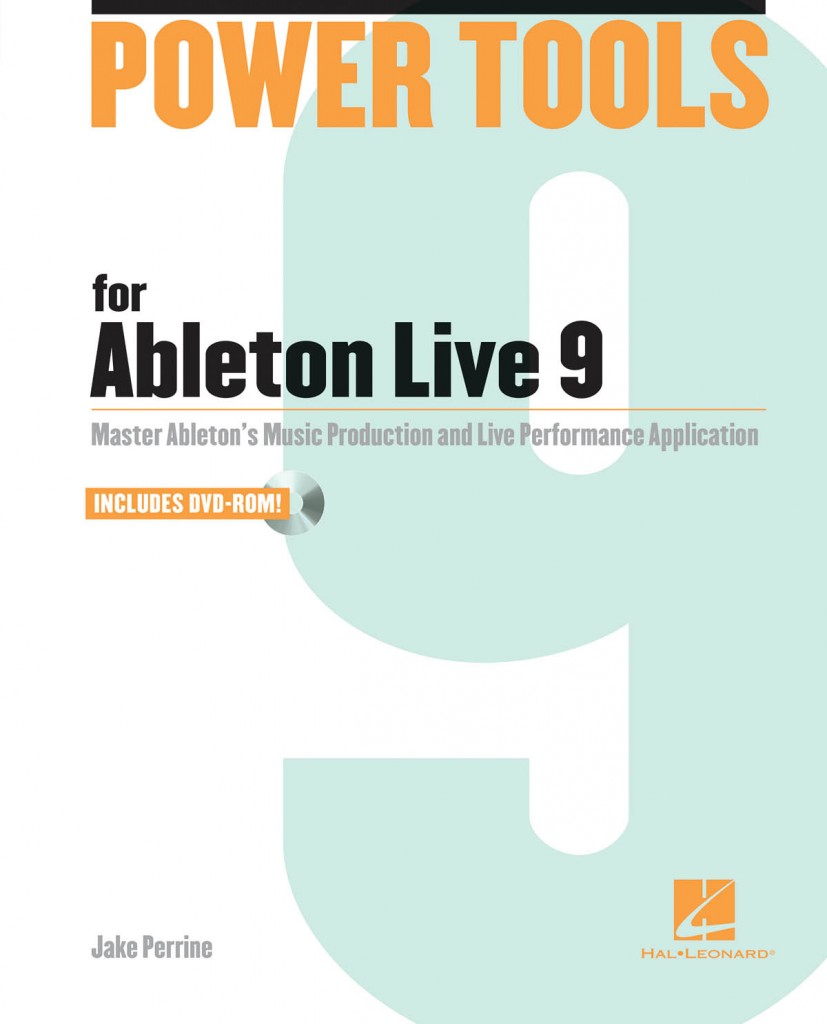 POWER TOOLS
9
for
Ableton Live 9
Master Ableton's Music Production and Live Performance Application
INCLUDES DVD-ROM!
Jake Perrine
HAL•LEONARD®